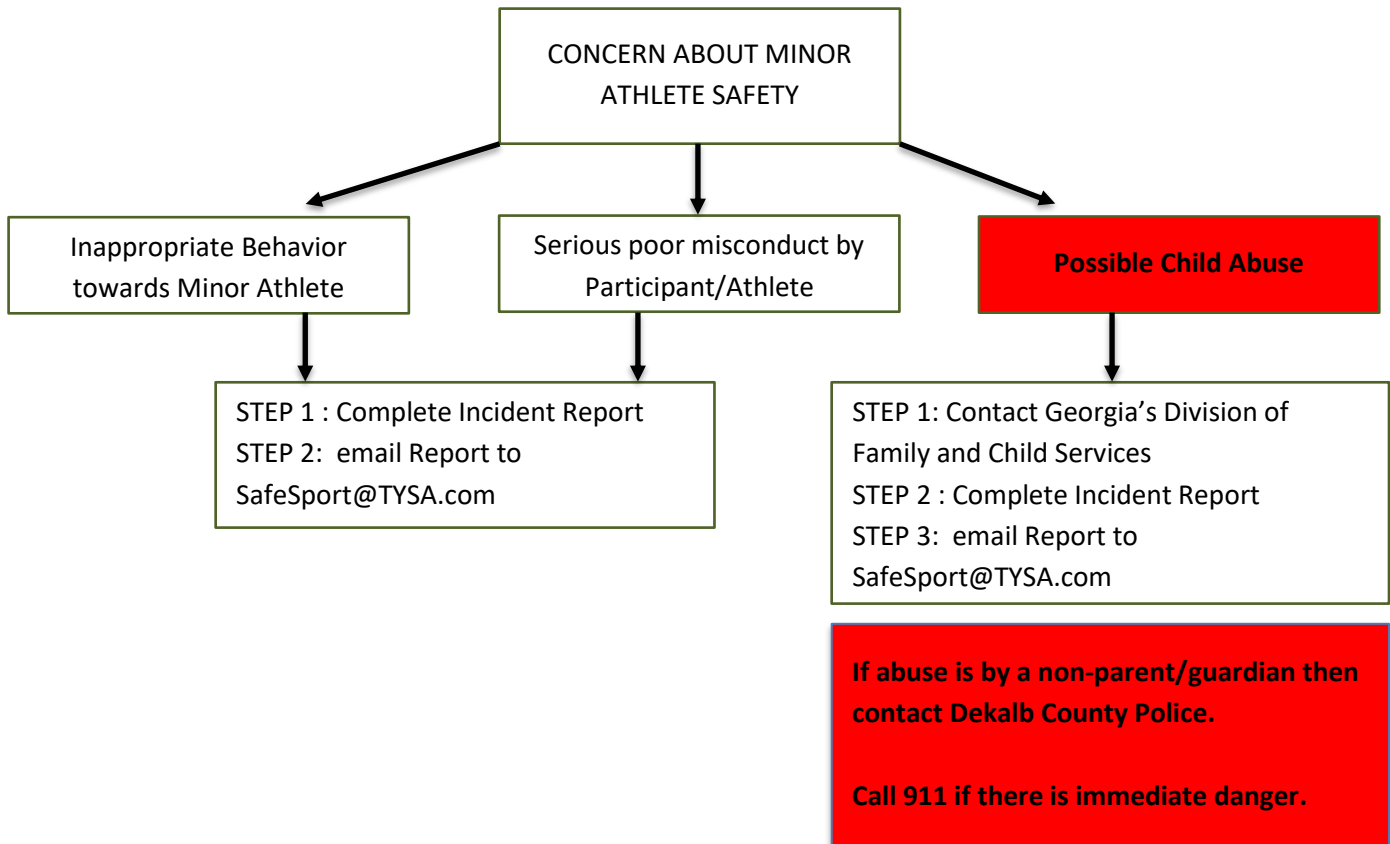 CONCERN ABOUT MINOR
ATHLETE SAFETY
Inappropriate Behavior
towards Minor Athlete
Serious poor misconduct by
Participant/Athlete
Possible Child Abuse
STEP 1 : Complete Incident Report
STEP 2:  email Report to
SafeSport@TYSA.com
STEP 1: Contact Georgia’s Division of
Family and Child Services
STEP 2 : Complete Incident Report
STEP 3:  email Report to
SafeSport@TYSA.com
If abuse is by a non-parent/guardian then
contact Dekalb County Police.
Call 911 if there is immediate danger.